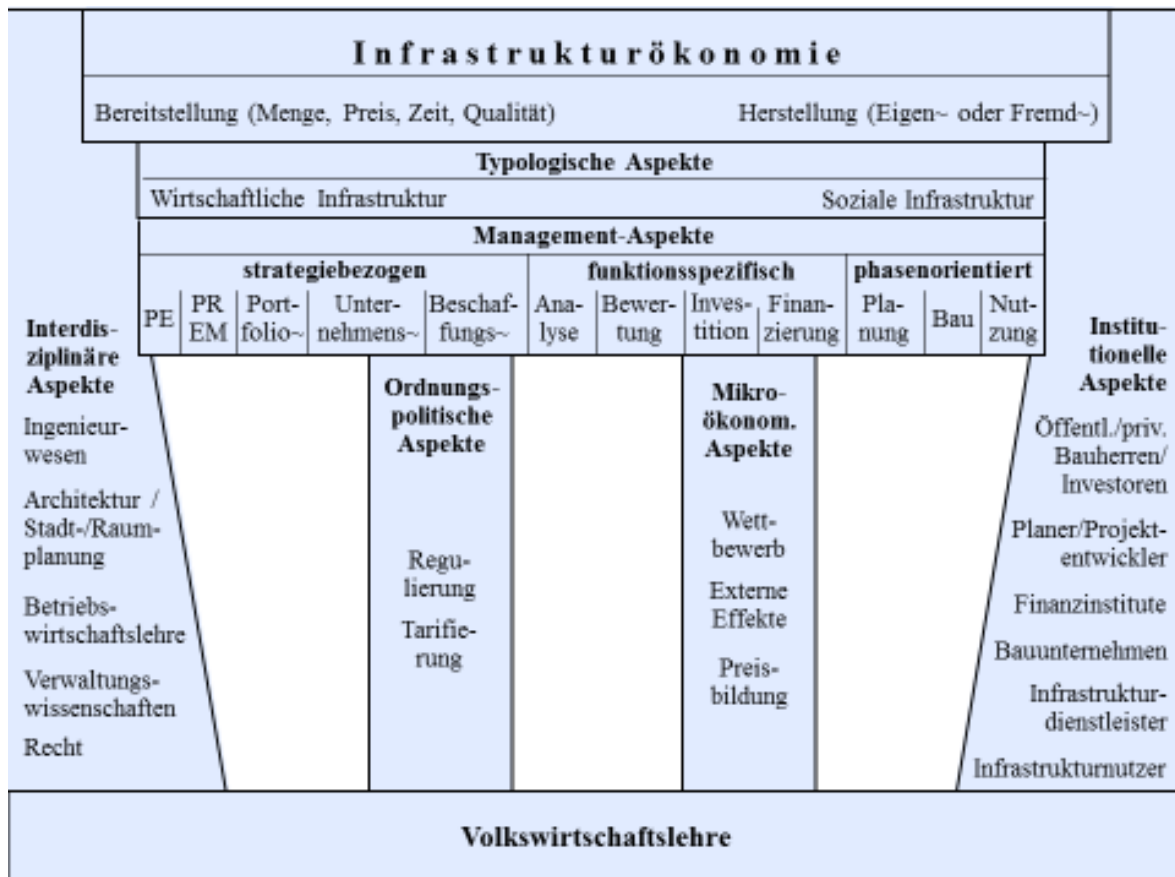 Infrastrukturökonomie
Bereitstellung (Menge, Preis, Zeit, Qualität) Herstellung (Eigen~ oder Fremd~)
Typologische Aspekte
Wirtschaftliche Infrastruktur Soziale Infrastruktur
Management-Aspekte
strategiebezogen funktionsspezifisch phasenorientiert
PE
PR
EM
Port-
folio~
Unter-
nehmens~
Beschaf-
fungs~
Ana-
lyse
Bewer-
tung
Inves-
tition
Finan-
zierung
Pla-
nung
Bau
Nut-
zung
Interdis-
ziplinäre
Aspekte
Ingenieur-
wesen
Architektur /
Stadt-/Raum-
planung
Betriebs-
wirtschaftslehre
Verwaltungs-
wissenschaften
Recht
Ordnungs-
politische
Aspekte
Regu-
lierung
Tarifie-
rung
Mikro-
ökonom.
Aspekte
Wett-
bewerb
Externe
Effekte
Preis-
bildung
Institu-
tionelle
Aspekte
Öffentl./priv.
Bauherren/
Investoren
Planer/Projekt-
entwickler
Finanzinstitute
Bauunternehmen
Infrastruktur-
dienstleister
Infrastrukturnutzer
Volkswirtschaftslehre